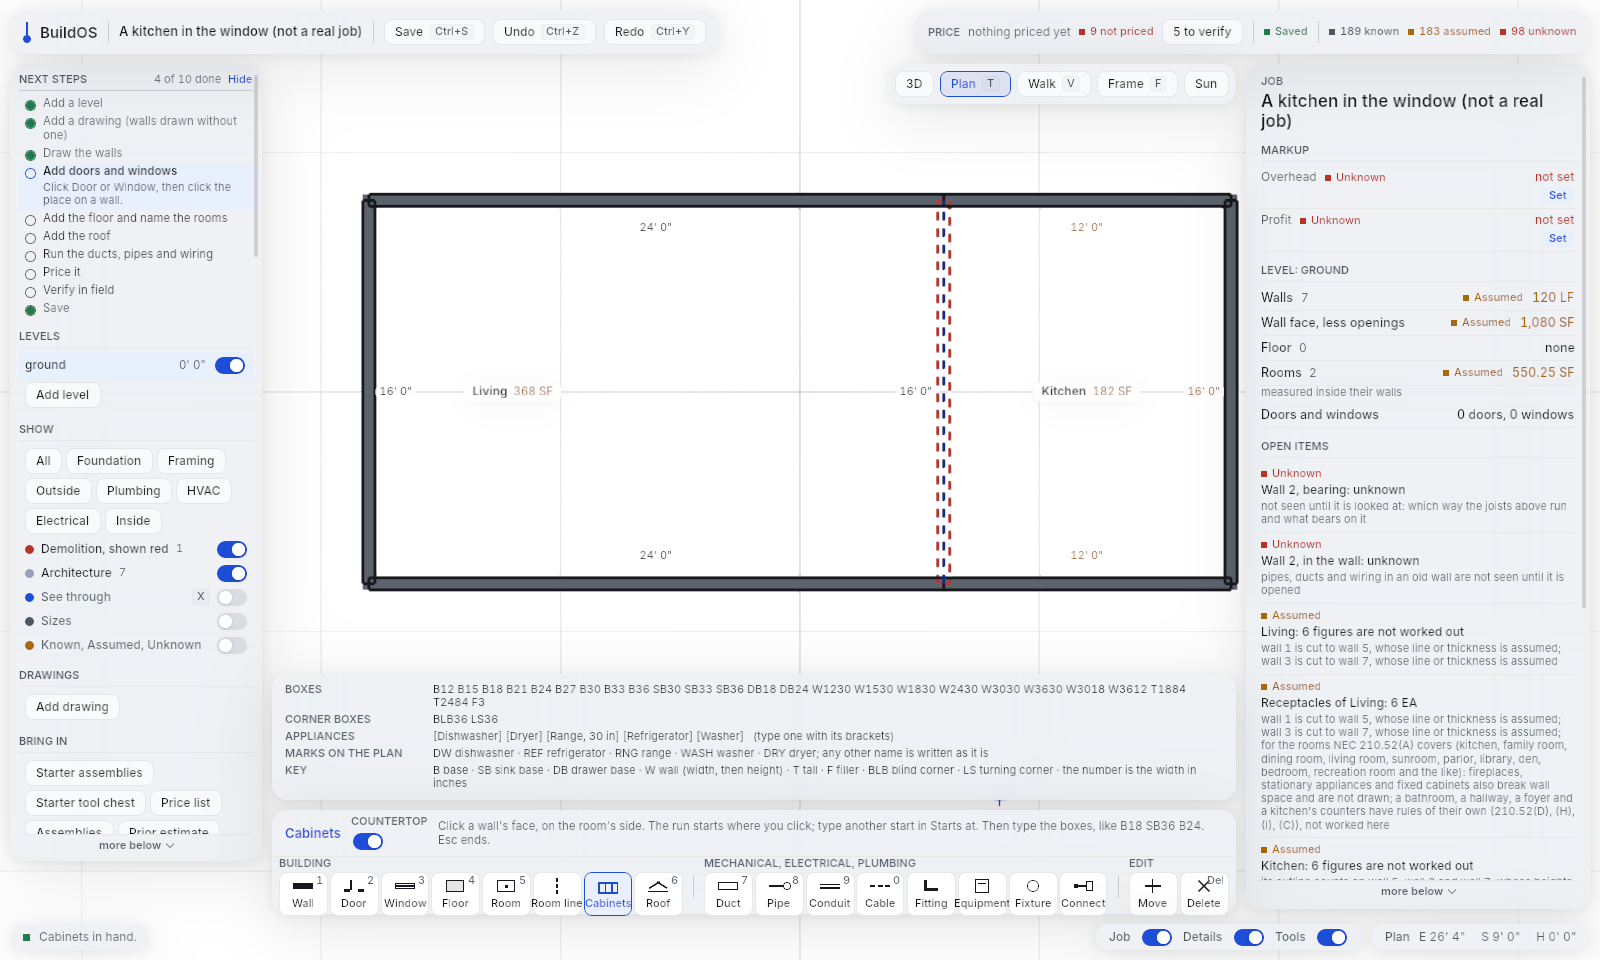 BuildOS
A kitchen in the window (not a real job)
Save Ctrl+S
Undo Ctrl+Z
Redo Ctrl+Y
PRICE nothing priced yet 9 not priced 5 to verify Saved 189 known 183 assumed 98 unknown
NEXT STEPS 4 of 10 done Hide
Add a level
Add a drawing (walls drawn without
one)
Draw the walls
Add doors and windows
Click Door or Window, then click the
place on a wall.
Add the floor and name the rooms
Add the roof
Run the ducts, pipes and wiring
Price it
Verify in field
Save
LEVELS
ground 0' 0"
Add level
SHOW
All Foundation Framing
Outside Plumbing HVAC
Electrical Inside
Demolition, shown red 1
Architecture 7
See through X
Sizes
Known, Assumed, Unknown
DRAWINGS
Add drawing
BRING IN
Starter assemblies
Starter tool chest Price list
Assemblies Prior estimate
more below
3D Plan T Walk V Frame F Sun
24' 0" 12' 0"
16' 0" Living 368 SF 16' 0" Kitchen 182 SF 16' 0"
24' 0" 12' 0"
BOXES B12 B15 B18 B21 B24 B27 B30 B33 B36 SB30 SB33 SB36 DB18 DB24 W1230 W1530 W1830 W2430 W3030 W3630 W3018 W3612 T1884
T2484 F3
CORNER BOXES BLB36 LS36
APPLIANCES [Dishwasher] [Dryer] [Range, 30 in] [Refrigerator] [Washer] (type one with its brackets)
MARKS ON THE PLAN DW dishwasher · REF refrigerator · RNG range · WASH washer · DRY dryer; any other name is written as it is
KEY B base · SB sink base · DB drawer base · W wall (width, then height) · T tall · F filler · BLB blind corner · LS turning corner · the number is the width in
inches
Cabinets COUNTERTOP
Click a wall's face, on the room's side. The run starts where you click; type another start in Starts at. Then type the boxes, like B18 SB36 B24.
Esc ends.
BUILDING MECHANICAL, ELECTRICAL, PLUMBING EDIT
1 2 3 4 5 6 7 8 9 0 Del
Wall Door Window Floor Room Room line Cabinets Roof Duct Pipe Conduit Cable Fitting Equipment Fixture Connect Move Delete
JOB
A kitchen in the window (not a real
job)
MARKUP
Overhead Unknown not set
Set
Profit Unknown not set
Set
LEVEL: GROUND
Walls 7 Assumed 120 LF
Wall face, less openings Assumed 1,080 SF
Floor 0 none
Rooms 2 Assumed 550.25 SF
measured inside their walls
Doors and windows 0 doors, 0 windows
OPEN ITEMS
Unknown
Wall 2, bearing: unknown
not seen until it is looked at: which way the joists above run
and what bears on it
Unknown
Wall 2, in the wall: unknown
pipes, ducts and wiring in an old wall are not seen until it is
opened
Assumed
Living: 6 figures are not worked out
wall 1 is cut to wall 5, whose line or thickness is assumed;
wall 3 is cut to wall 7, whose line or thickness is assumed
Assumed
Receptacles of Living: 6 EA
wall 1 is cut to wall 5, whose line or thickness is assumed;
wall 3 is cut to wall 7, whose line or thickness is assumed;
for the rooms NEC 210.52(A) covers (kitchen, family room,
dining room, living room, sunroom, parlor, library, den,
bedroom, recreation room and the like): fireplaces,
stationary appliances and fixed cabinets also break wall
space and are not drawn; a bathroom, a hallway, a foyer and
a kitchen's counters have rules of their own (210.52(D), (H),
(I), (C)), not worked here
Assumed
Kitchen: 6 figures are not worked out
more below
Cabinets in hand.
Job Details Tools
Plan E 26' 4" S 9' 0" H 0' 0"